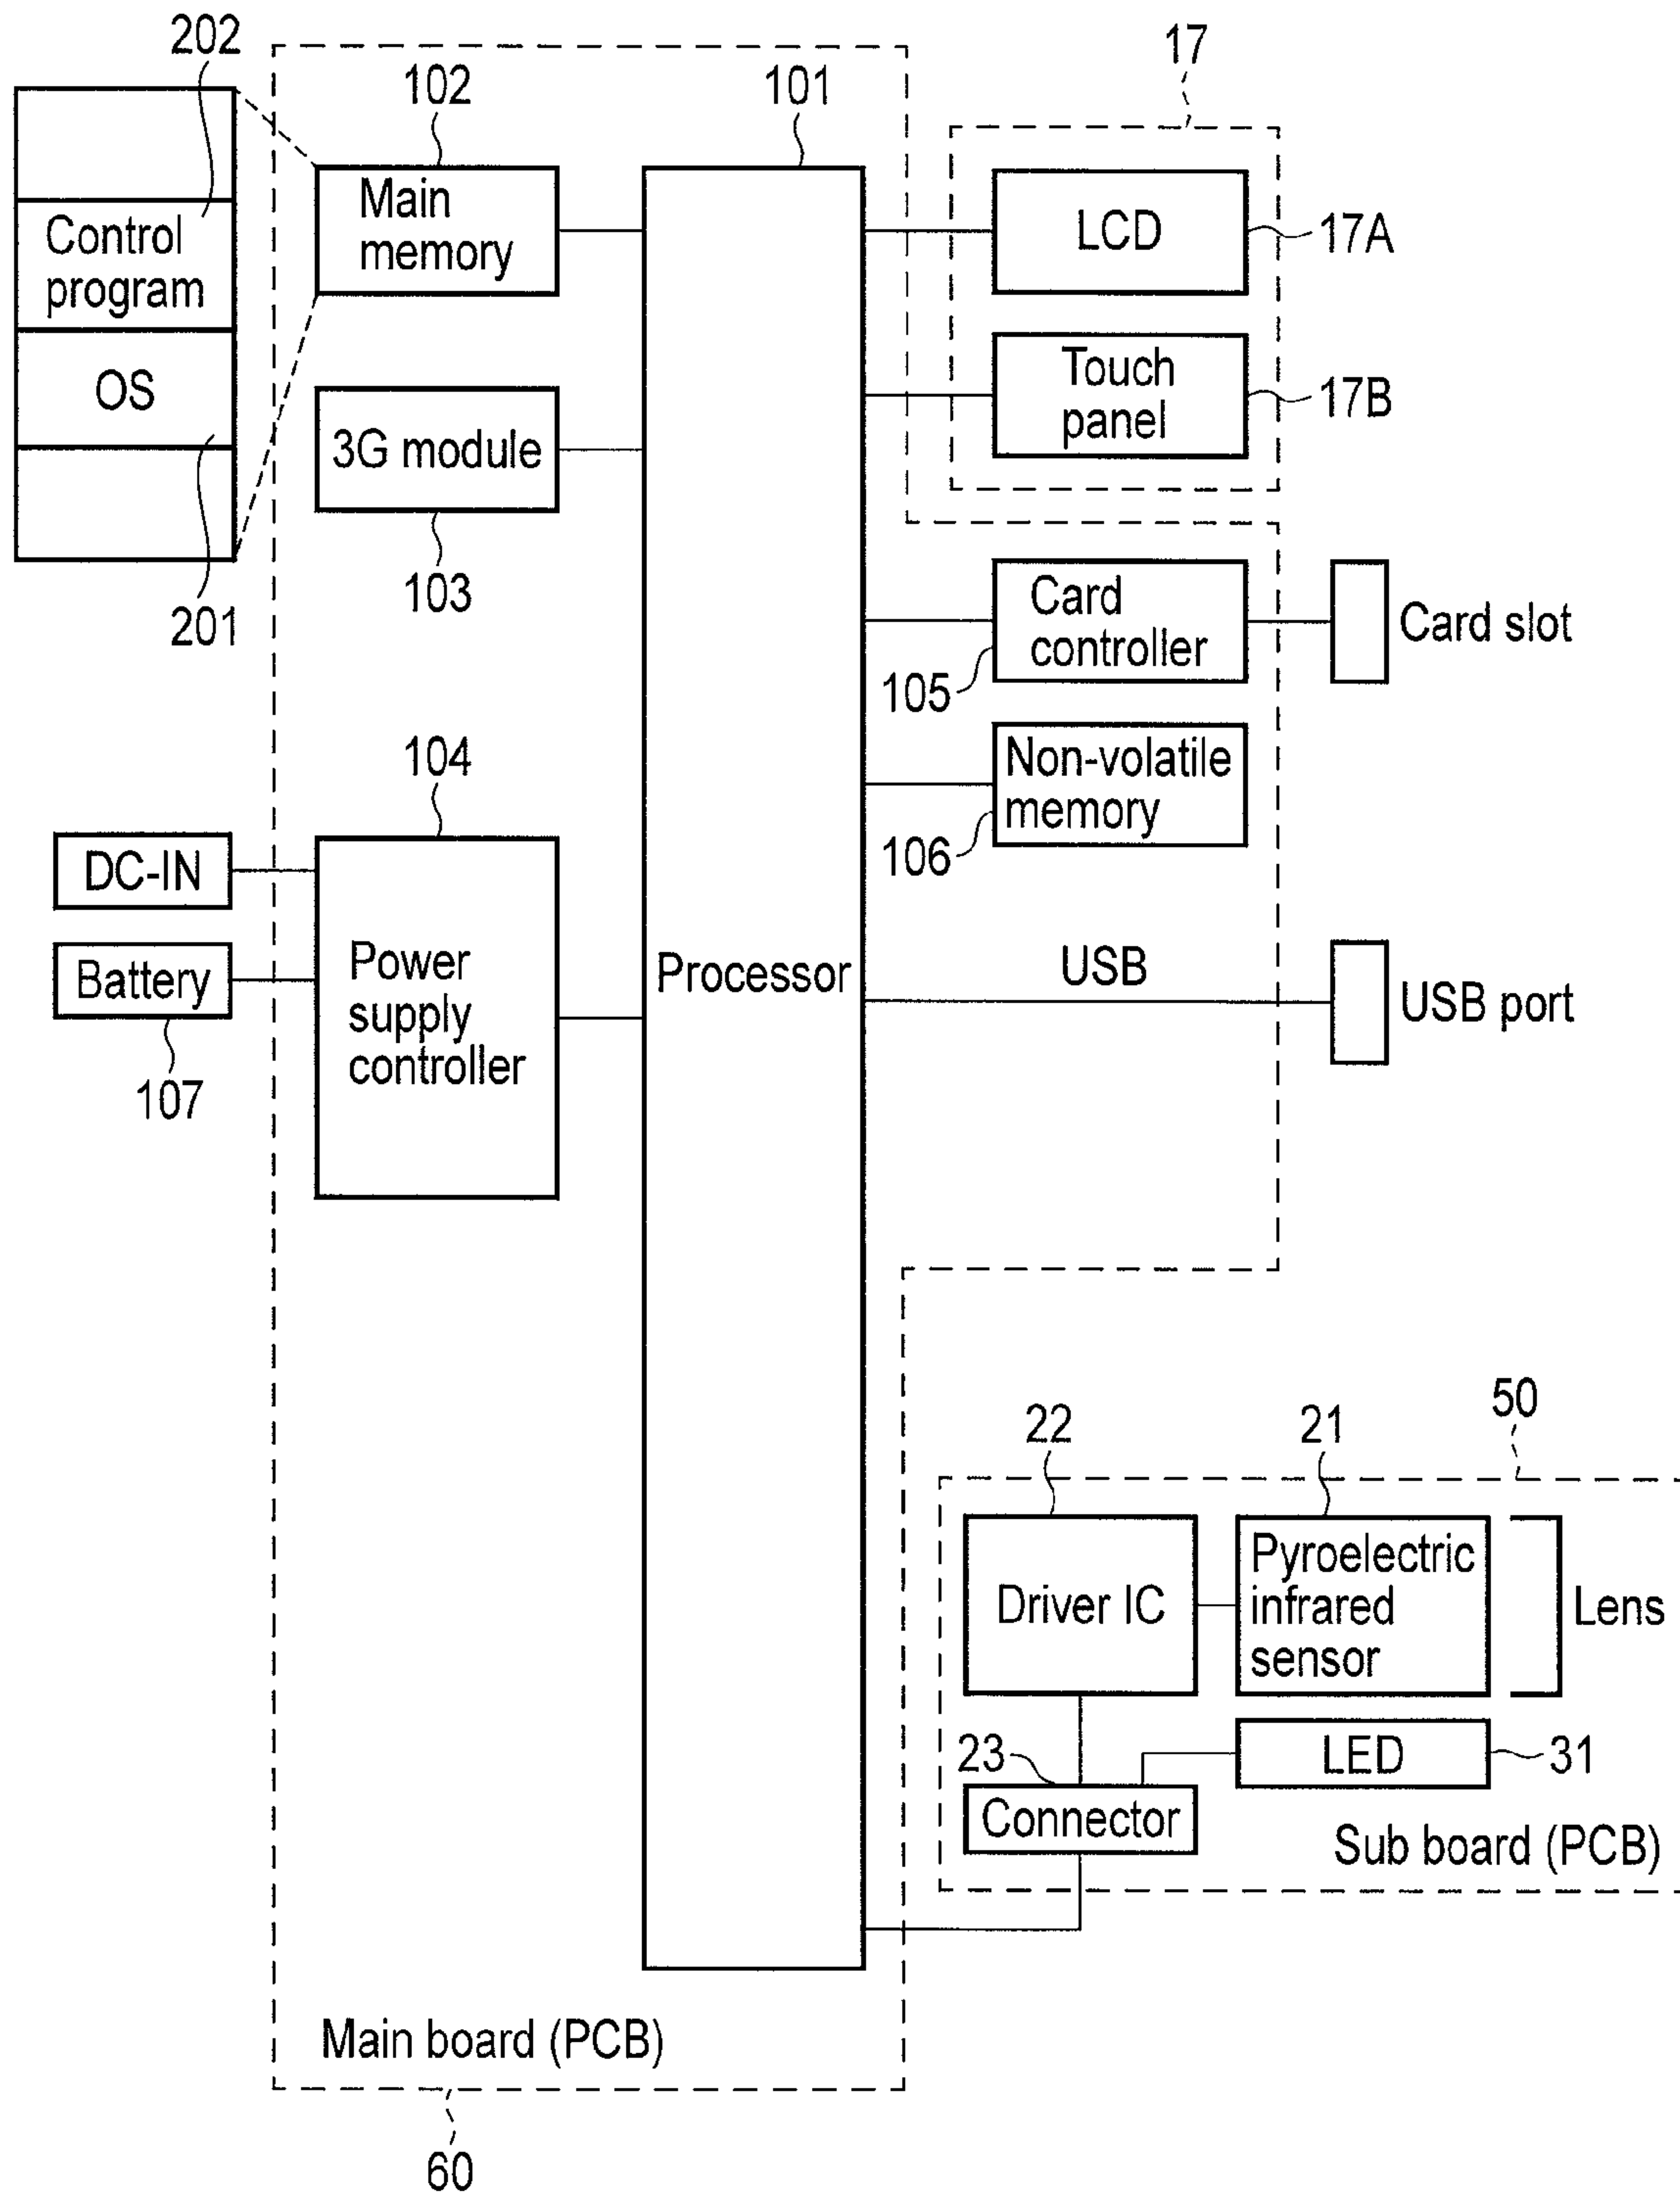 202
102
101
17
Main
memory
LCD
17A
Control
program
Touch
panel
17B
OS
3G module
103
201
Card
controller
105
Card slot
104
Non-volatile
memory
106
DC-IN
Battery
107
Power
supply
controller
Processor
USB
USB port
50
22
21
Driver IC
Pyroelectric
infrared
sensor
Lens
23
LED
31
Connector
Sub board (PCB)
Main board (PCB)
60